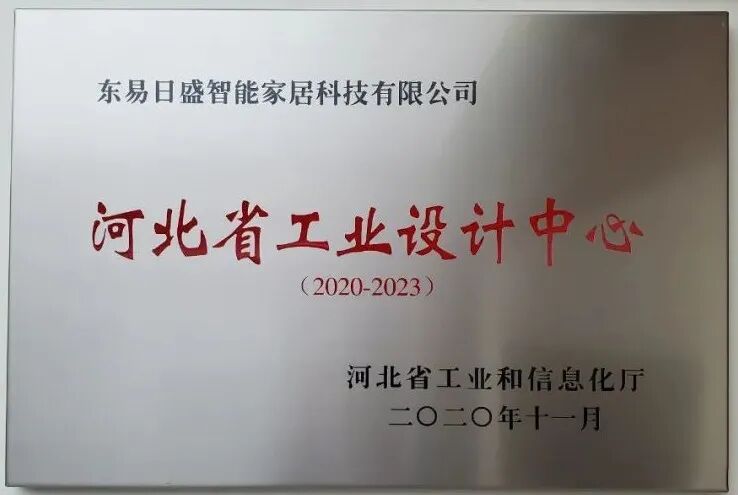 东易日盛智能家居科技有限公司
河北省工业设计中心
（2020-2023）
河北省工业和信息化厅
二〇二〇年十一月